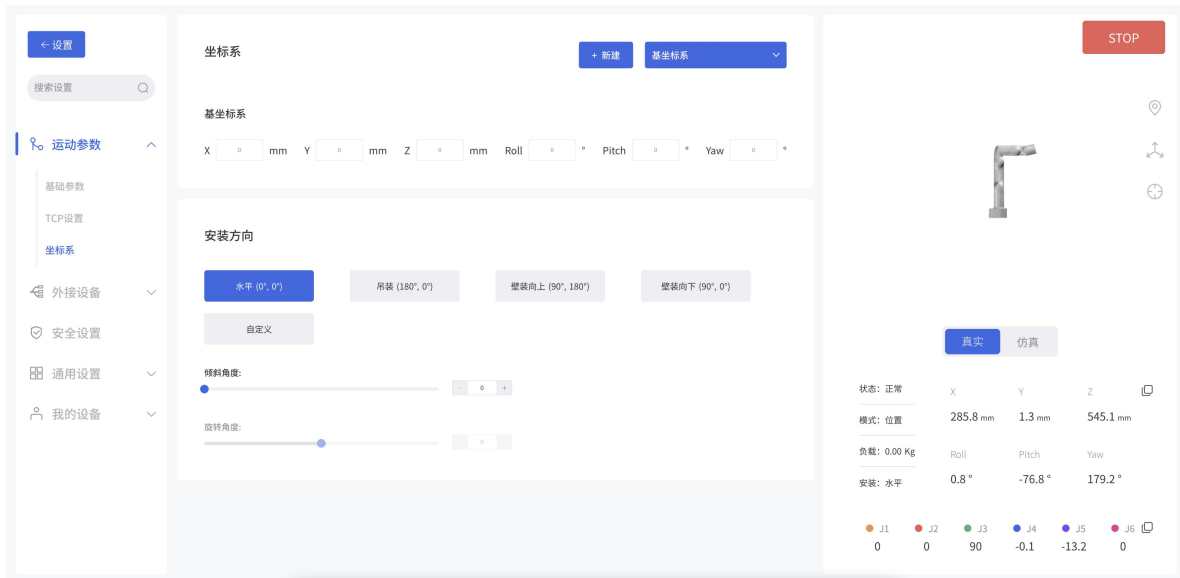 ← 设置
搜索设置
运动参数
基础参数
TCP设置
坐标系
外接设备
安全设置
通用设置
我的设备
坐标系
+ 新建
基坐标系
基坐标系
X 0 mm Y 0 mm Z 0 mm Roll 0 ° Pitch 0 ° Yaw 0 °
安装方向
水平 (0°, 0°) 吊装 (180°, 0°) 壁装向上 (90°, 180°) 壁装向下 (90°, 0°)
自定义
倾斜角度:
- 0 +
旋转角度:
0
STOP
真实 仿真
状态: 正常
模式: 位置
负载: 0.00 Kg
安装: 水平
X Y Z
285.8 mm 1.3 mm 545.1 mm
Roll Pitch Yaw
0.8 ° -76.8 ° 179.2 °
J1 J2 J3 J4 J5 J6
0 0 90 -0.1 -13.2 0